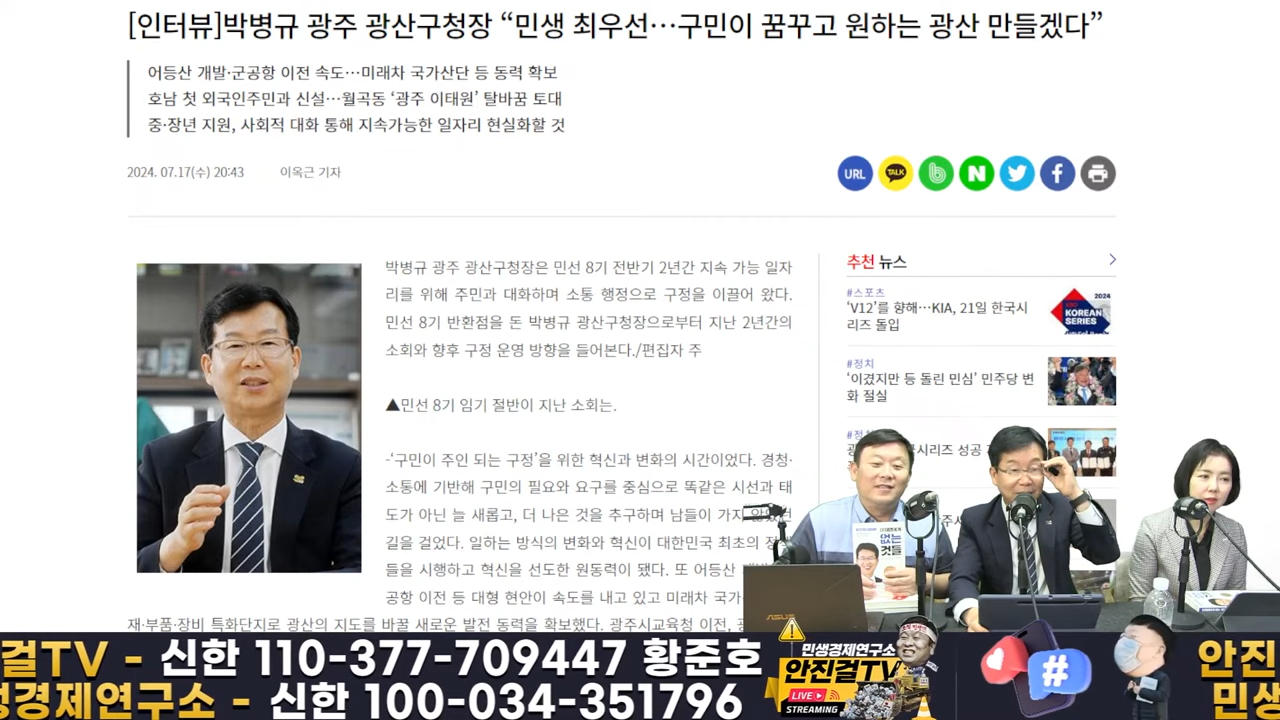 [인터뷰]박병규 광주 광산구청장 “민생 최우선…구민이 꿈꾸고 원하는 광산 만들겠다”
어등산 개발·군공항 이전 속도…미래차 국가산단 등 동력 확보
호남 첫 외국인주민과 신설…월곡동 ‘광주 이태원’ 탈바꿈 토대
중·장년 지원, 사회적 대화 통해 지속가능한 일자리 현실화할 것
2024. 07.17(수) 20:43
이옥근 기자
URL
TALK
N
박병규 광주 광산구청장은 민선 8기 전반기 2년간 지속 가능 일자
리를 위해 주민과 대화하며 소통 행정으로 구정을 이끌어 왔다.
선 8기 반환점을 돈 박병규 광산구청장으로부터 지난 2년간의
소회와 향후 구정 운영 방향을 들어본다./편집자 주
▲민선 8기 임기 절반이 지난 소회는.
-‘구민이 주인 되는 구정’을 위한 혁신과 변화의 시간이었다. 경청·
소통에 기반해 구민의 필요와 요구를 중심으로 똑같은 시선과 태
도가 아닌 늘 새롭고, 더 나은 것을 추구하며 남들이 가지
길을 걸었다. 일하는 방식의 변화와 혁신이 대한민국 최초의
들을 시행하고 혁신을 선도한 원동력이 됐다. 또 어등산
공항 이전 등 대형 현안이 속도를 내고 있고 미래차 국가
재·부품·장비 특화단지로 광산의 지도를 바꿀 새로운 발전 동력을 확보했다. 광주시교육청 이전,
추천 뉴스
#스포츠
‘V12’를 향해…KIA, 21일 한국시
리즈 돌입
2024
KOREAN
SERIES
#정치
‘이겼지만 등 돌린 민심’ 민주당 변
화 절실
시리즈 성공
없는
것들
ASUS
걸TV - 신한 110-377-709447 황준호
경제연구소 - 신한 100-034-351796
민생경제연구소
안진걸TV
LIVE
STREAMING
#
안진
민생